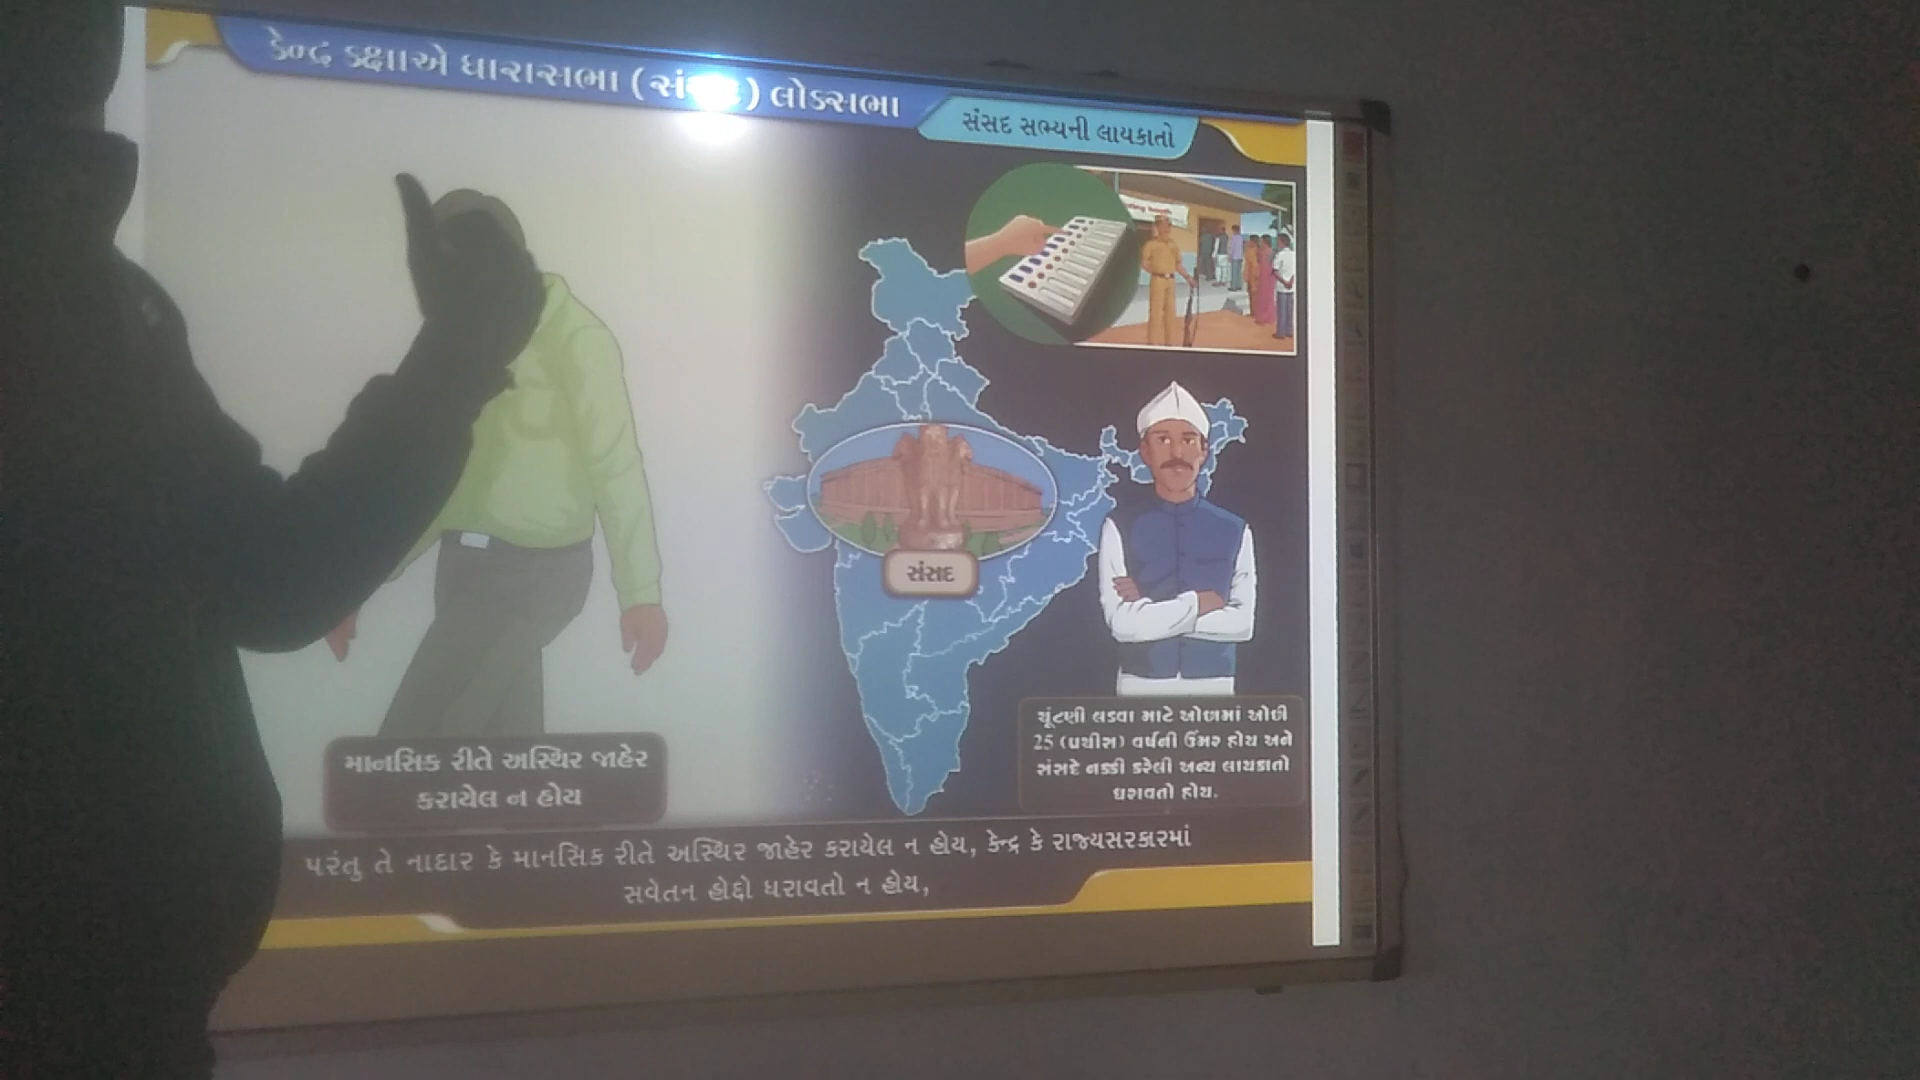 કેન્દ્ર કક્ષાએ ધારાસભા (સંસદ) લોકસભા
સંસદ સભ્યની લાયકાતો
સંસદ
ચૂંટણી લડવા માટે ઓછામાં ઓછી
25 (પચીસ) વર્ષની ઉંમર હોય અને
સંસદે નક્કી કરેલી અન્ય લાયકાતો
ધરાવતો હોય.
માનસિક રીતે અસ્થિર જાહેર
કરાયેલ ન હોય
પરંતુ તે નાદાર કે માનસિક રીતે અસ્થિર જાહેર કરાયેલ ન હોય, કેન્દ્ર કે રાજ્યસરકારમાં
સવેતન હોદ્દો ધરાવતો ન હોય,